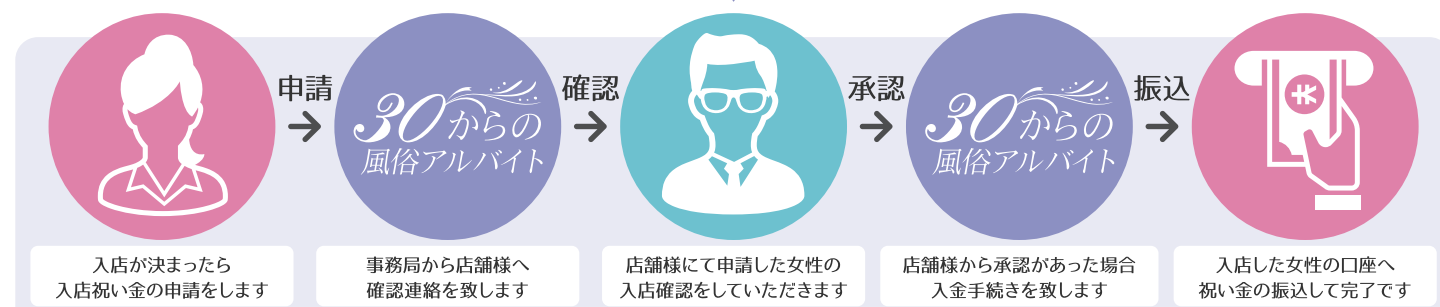 申請
確認
承認
振込
30からの
風俗アルバイト
30からの
風俗アルバイト
入店が決まったら
入店祝い金の申請をします
事務局から店舗様へ
確認連絡を致します
店舗様にて申請した女性の
入店確認をしていただきます
店舗様から承認があった場合
入金手続きを致します
入店した女性の口座へ
祝い金の振込して完了です